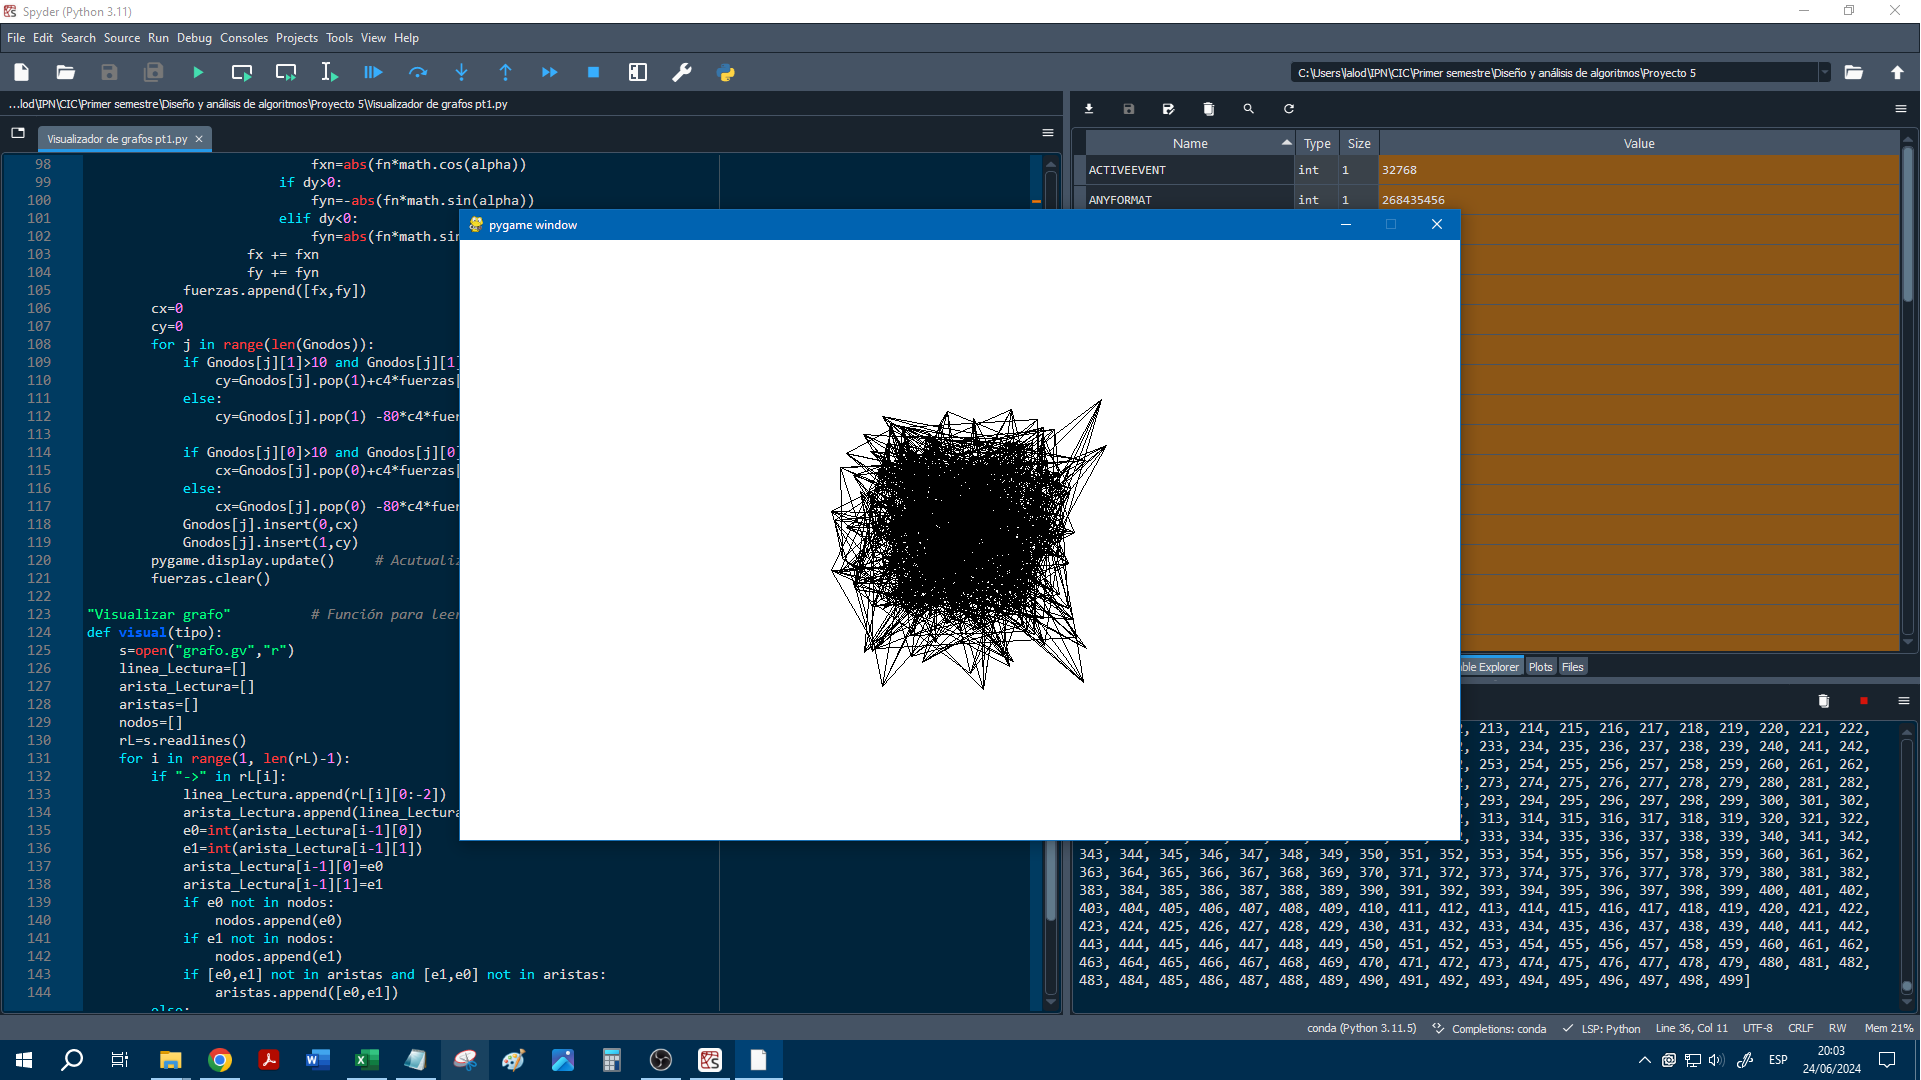 Spyder (Python 3.11)
File Edit Search Source Run Debug Consoles Projects Tools View Help
C:\Users\lalod\IPN\CIC\Primer semestre\Diseño y análisis de algoritmos\Proyecto 5
...lod\IPN\CIC\Primer semestre\Diseño y análisis de algoritmos\Proyecto 5\Visualizador de grafos pt1.py
Visualizador de grafos pt1.py
98 fxn=abs(fn*math.cos(alpha))
99 if dy>0:
100 fyn=-abs(fn*math.sin(alpha))
101 elif dy<0:
102 fyn=abs(fn*math.sin
103 fx += fxn
104 fy += fyn
105 fuerzas.append([fx,fy])
106 cx=0
107 cy=0
108 for j in range(len(Gnodos)):
109 if Gnodos[j][1]>10 and Gnodos[j][1]
110 cy=Gnodos[j].pop(1)+c4*fuerzas[
111 else:
112 cy=Gnodos[j].pop(1) -80*c4*fuer
113
114 if Gnodos[j][0]>10 and Gnodos[j][0]
115 cx=Gnodos[j].pop(0)+c4*fuerzas[
116 else:
117 cx=Gnodos[j].pop(0) -80*c4*fuer
118 Gnodos[j].insert(0,cx)
119 Gnodos[j].insert(1,cy)
120 pygame.display.update() # Acutualiz
121 fuerzas.clear()
122
123 "Visualizar grafo" # Función para leer
124 def visual(tipo):
125 s=open("grafo.gv","r")
126 linea_Lectura=[]
127 arista_Lectura=[]
128 aristas=[]
129 nodos=[]
130 rL=s.readlines()
131 for i in range(1, len(rL)-1):
132 if "->" in rL[i]:
133 linea_Lectura.append(rL[i][0:-2])
134 arista_Lectura.append(linea_Lectura
135 e0=int(arista_Lectura[i-1][0])
136 e1=int(arista_Lectura[i-1][1])
137 arista_Lectura[i-1][0]=e0
138 arista_Lectura[i-1][1]=e1
139 if e0 not in nodos:
140 nodos.append(e0)
141 if e1 not in nodos:
142 nodos.append(e1)
143 if [e0,e1] not in aristas and [e1,e0] not in aristas:
144 aristas.append([e0,e1])
else:
pygame window
Name Type Size Value
ACTIVEEVENT int 1 32768
ANYFORMAT int 1 268435456
ble Explorer Plots Files
213, 214, 215, 216, 217, 218, 219, 220, 221, 222,
233, 234, 235, 236, 237, 238, 239, 240, 241, 242,
253, 254, 255, 256, 257, 258, 259, 260, 261, 262,
273, 274, 275, 276, 277, 278, 279, 280, 281, 282,
293, 294, 295, 296, 297, 298, 299, 300, 301, 302,
313, 314, 315, 316, 317, 318, 319, 320, 321, 322,
333, 334, 335, 336, 337, 338, 339, 340, 341, 342,
343, 344, 345, 346, 347, 348, 349, 350, 351, 352, 353, 354, 355, 356, 357, 358, 359, 360, 361, 362,
363, 364, 365, 366, 367, 368, 369, 370, 371, 372, 373, 374, 375, 376, 377, 378, 379, 380, 381, 382,
383, 384, 385, 386, 387, 388, 389, 390, 391, 392, 393, 394, 395, 396, 397, 398, 399, 400, 401, 402,
403, 404, 405, 406, 407, 408, 409, 410, 411, 412, 413, 414, 415, 416, 417, 418, 419, 420, 421, 422,
423, 424, 425, 426, 427, 428, 429, 430, 431, 432, 433, 434, 435, 436, 437, 438, 439, 440, 441, 442,
443, 444, 445, 446, 447, 448, 449, 450, 451, 452, 453, 454, 455, 456, 457, 458, 459, 460, 461, 462,
463, 464, 465, 466, 467, 468, 469, 470, 471, 472, 473, 474, 475, 476, 477, 478, 479, 480, 481, 482,
483, 484, 485, 486, 487, 488, 489, 490, 491, 492, 493, 494, 495, 496, 497, 498, 499]
conda (Python 3.11.5) Completions: conda LSP: Python Line 36, Col 11 UTF-8 CRLF RW Mem 21%
ESP
20:03
24/06/2024